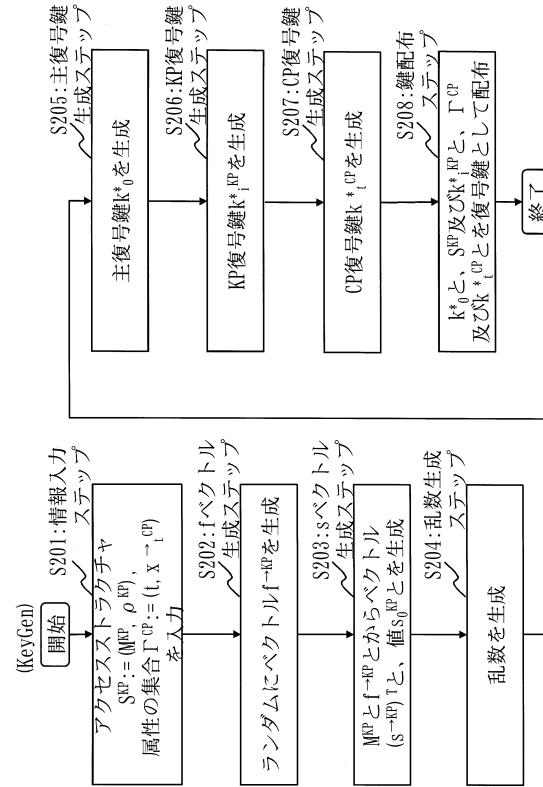 (KeyGen)
開始
S201:情報入力
ステップ
アクセスストラクチャ
S^KP:=(M^KP, ρ^KP),
属性の集合Γ^CP:=(t, x→_t^CP)
を入力
S202:fベクトル
生成ステップ
ランダムにベクトルf→^KPを生成
S203:sベクトル
生成ステップ
M^KPとf→^KPとからベクトル
(s→^KP)^Tと、値s_0^KPとを生成
S204:乱数生成
ステップ
乱数を生成
S205:主復号鍵
生成ステップ
主復号鍵k*_0を生成
S206:KP復号鍵
生成ステップ
KP復号鍵k*_i^KPを生成
S207:CP復号鍵
生成ステップ
CP復号鍵k*_t^CPを生成
S208:鍵配布
ステップ
k*_0と、S^KP及びk*_i^KPと、Γ^CP
及びk*_t^CPとを復号鍵として配布
終了